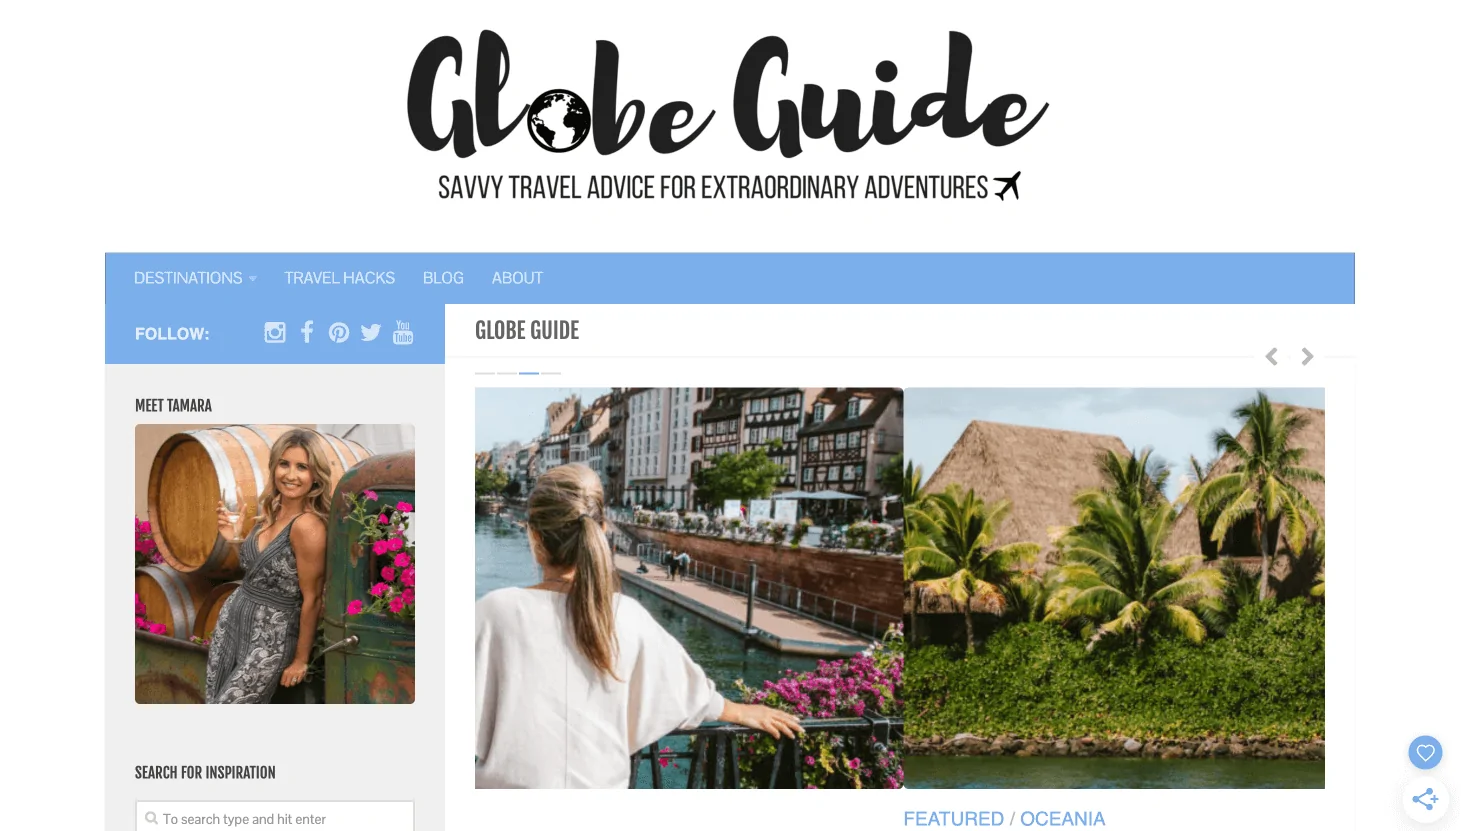 Globe Guide
SAVVY TRAVEL ADVICE FOR EXTRAORDINARY ADVENTURES
DESTINATIONS TRAVEL HACKS BLOG ABOUT
FOLLOW: You Tube
GLOBE GUIDE
MEET TAMARA
SEARCH FOR INSPIRATION
To search type and hit enter
FEATURED / OCEANIA